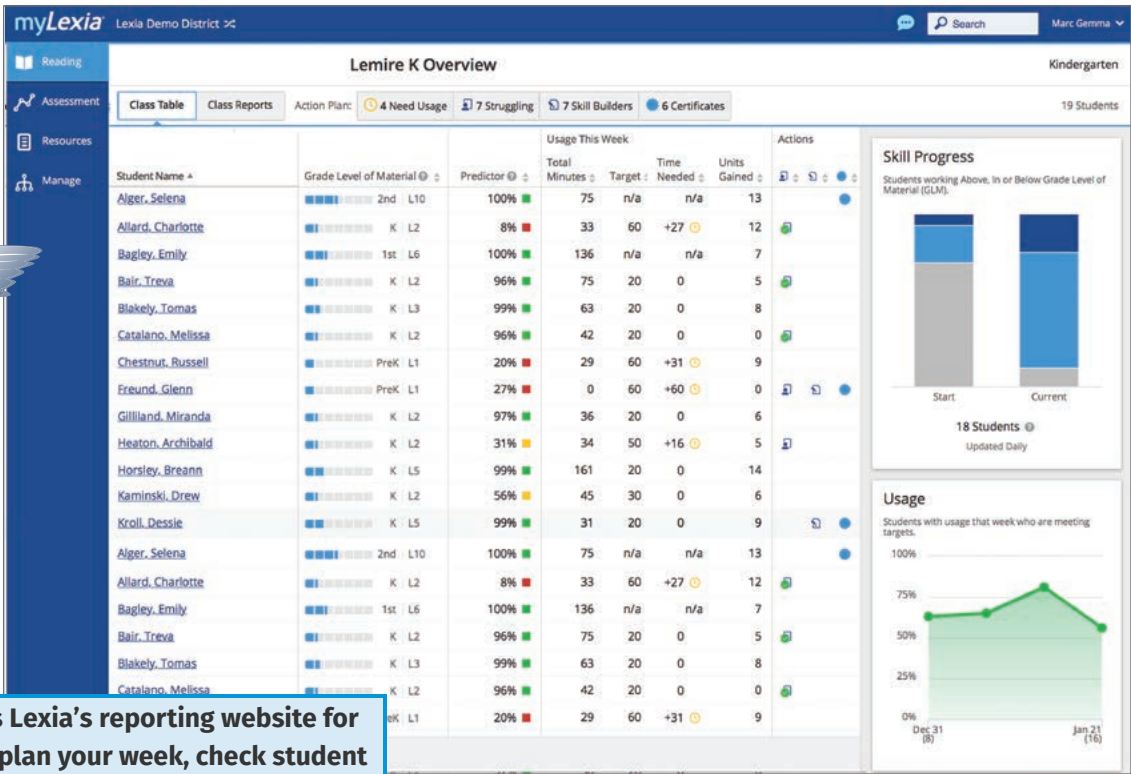 myLexia Lexia Demo District Search Marc Gemma
Reading
Assessment
Resources
Manage
Lemire K Overview Kindergarten
Class Table Class Reports Action Plan: 4 Need Usage 7 Struggling 7 Skill Builders 6 Certificates 19 Students
Usage This Week Actions
Student Name Grade Level of Material Predictor Total Minutes Target Time Needed Units Gained
Alger, Selena 2nd L10 100% 75 n/a n/a 13
Allard, Charlotte K L2 8% 33 60 +27 12
Bagley, Emily 1st L6 100% 136 n/a n/a 7
Bair, Treva K L2 96% 75 20 0 5
Blakely, Tomas K L3 99% 63 20 0 8
Catalano, Melissa K L2 96% 42 20 0 0
Chestnut, Russell PreK L1 20% 29 60 +31 9
Freund, Glenn PreK L1 27% 0 60 +60 0
Gilliland, Miranda K L2 97% 36 20 0 6
Heaton, Archibald K L2 31% 34 50 +16 5
Horsley, Breann K L5 99% 161 20 0 14
Kaminski, Drew K L2 56% 45 30 0 6
Kroll, Dessie K L5 99% 31 20 0 9
Alger, Selena 2nd L10 100% 75 n/a n/a 13
Allard, Charlotte K L2 8% 33 60 +27 12
Bagley, Emily 1st L6 100% 136 n/a n/a 7
Bair, Treva K L2 96% 75 20 0 5
Blakely, Tomas K L3 99% 63 20 0 8
Catalano, Melissa K L2 96% 42 20 0 0
eK L1 20% 29 60 +31 9
Lexia's reporting website for
plan your week, check student
Skill Progress
Students working Above, In or Below Grade Level of
Material (GLM).
Start Current
18 Students
Updated Daily
Usage
Students with usage that week who are meeting
targets.
100%
75%
50%
25%
0%
Dec 31 Jan 21
(8) (16)